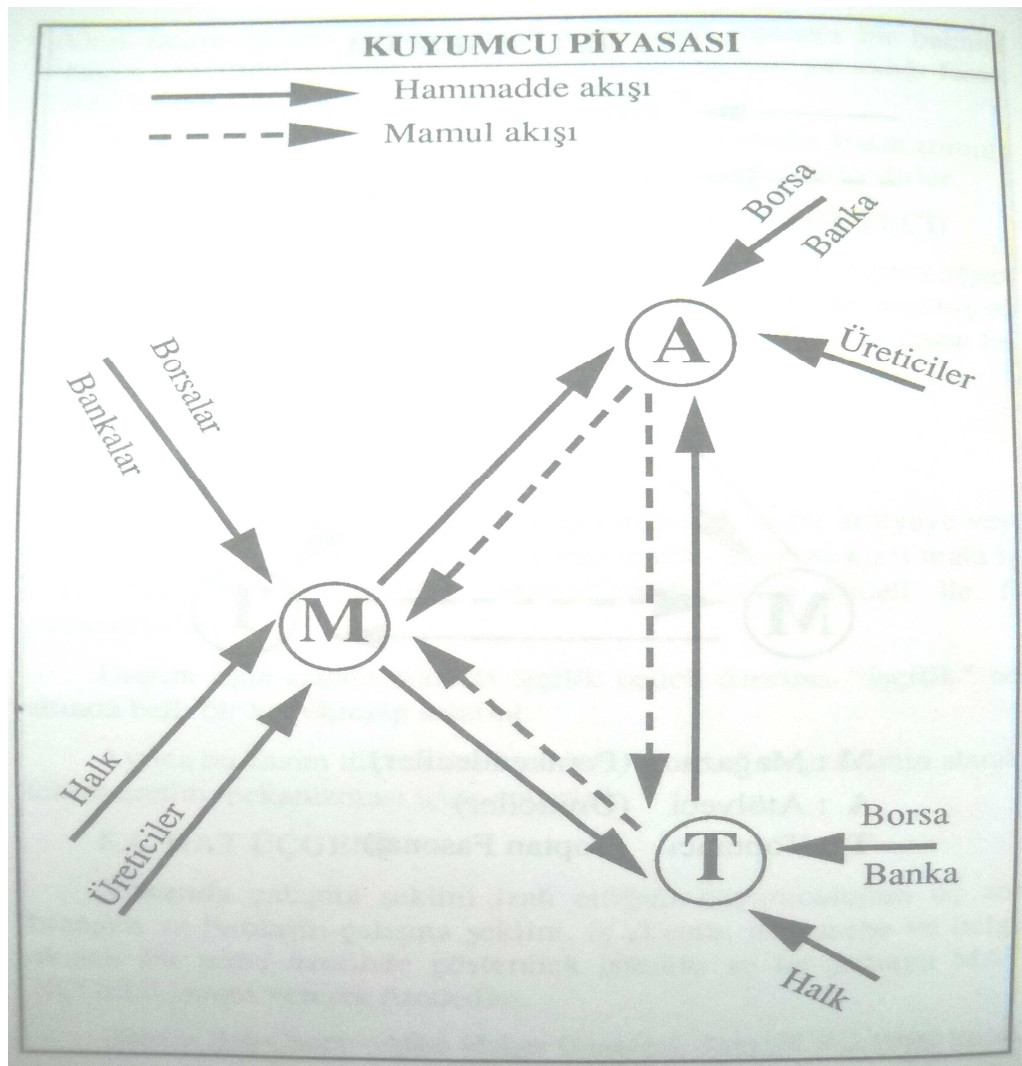 KUYUMCU PİYASASI
Hammadde akışı
Mamul akışı
Borsa
Banka
A
Üreticiler
Borsalar
Bankalar
M
Halk
Üreticiler
T
Borsa
Banka
Halk